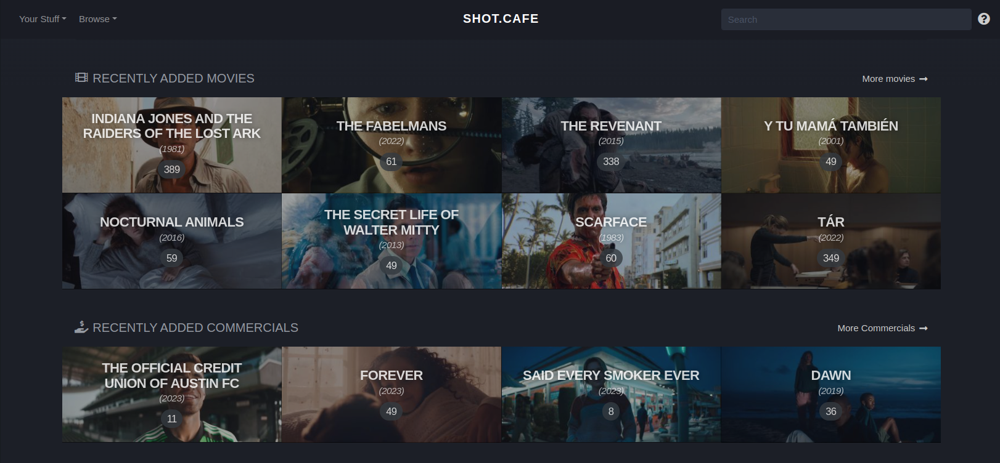 Your Stuff
Browse
SHOT.CAFE
Search
RECENTLY ADDED MOVIES
More movies
INDIANA JONES AND THE
RAIDERS OF THE LOST ARK
(1981)
389
THE FABELMANS
(2022)
61
THE REVENANT
(2015)
338
Y TU MAMÁ TAMBIÉN
(2001)
49
NOCTURNAL ANIMALS
(2016)
59
THE SECRET LIFE OF
WALTER MITTY
(2013)
49
SCARFACE
(1983)
60
TÁR
(2022)
349
RECENTLY ADDED COMMERCIALS
More Commercials
THE OFFICIAL CREDIT
UNION OF AUSTIN FC
(2023)
11
FOREVER
(2023)
49
SAID EVERY SMOKER EVER
(2023)
8
DAWN
(2019)
36